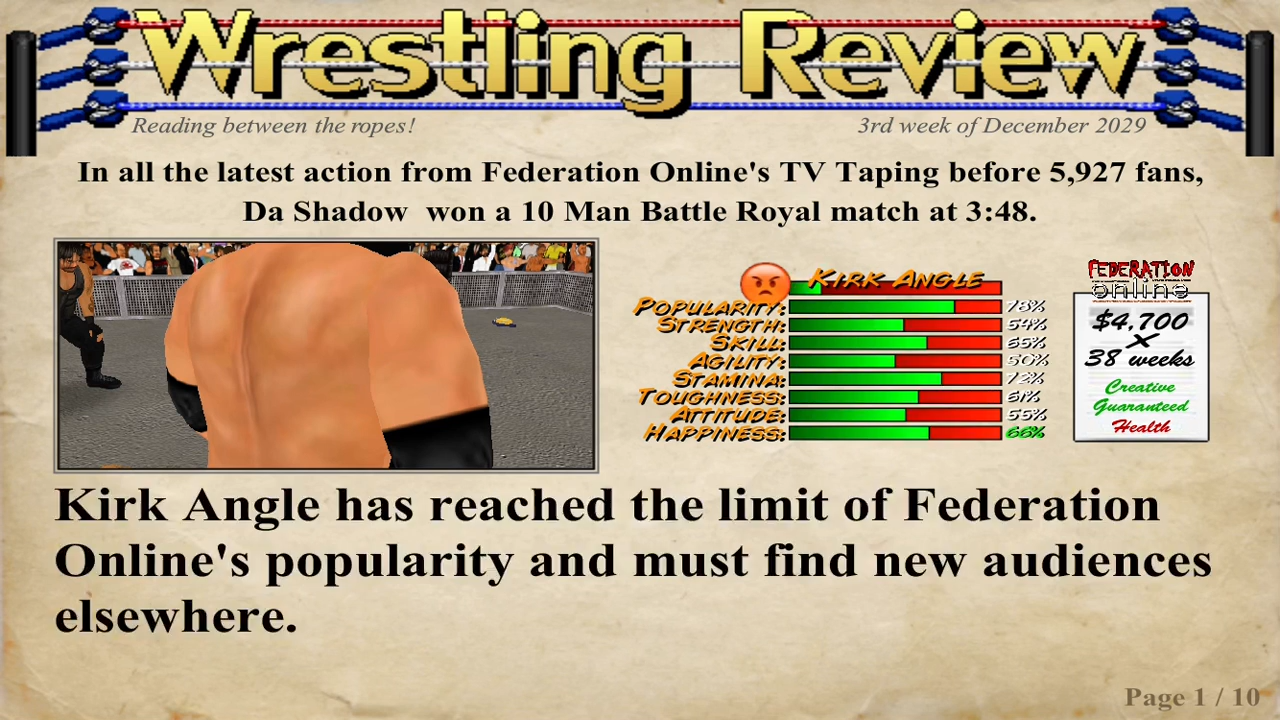 Wrestling Review
Reading between the ropes!
3rd week of December 2029
In all the latest action from Federation Online's TV Taping before 5,927 fans,
Da Shadow won a 10 Man Battle Royal match at 3:48.
KIRK ANGLE
POPULARITY: 78%
STRENGTH: 54%
SKILL: 65%
AGILITY: 50%
STAMINA: 72%
TOUGHNESS: 61%
ATTITUDE: 55%
HAPPINESS: 66%
FEDERATION
online
$4,700
X
38 weeks
Creative
Guaranteed
Health
Kirk Angle has reached the limit of Federation
Online's popularity and must find new audiences
elsewhere.
Page 1 / 10